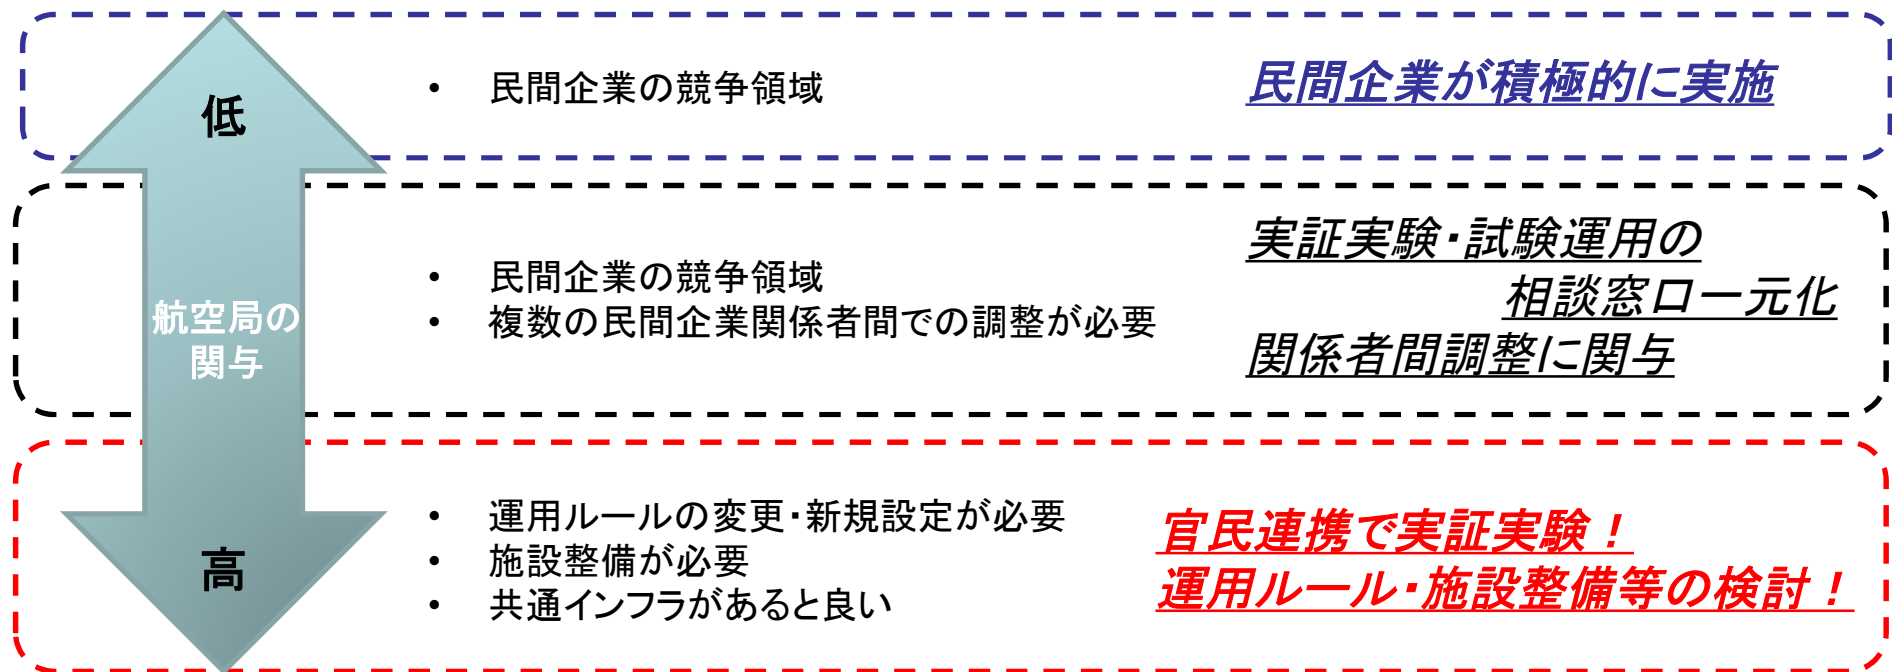 低
• 民間企業の競争領域
民間企業が積極的に実施
航空局の
関与
• 民間企業の競争領域
• 複数の民間企業関係者間での調整が必要
実証実験・試験運用の
相談窓口一元化
関係者間調整に関与
高
• 運用ルールの変更・新規設定が必要
• 施設整備が必要
• 共通インフラがあると良い
官民連携で実証実験！
運用ルール・施設整備等の検討！